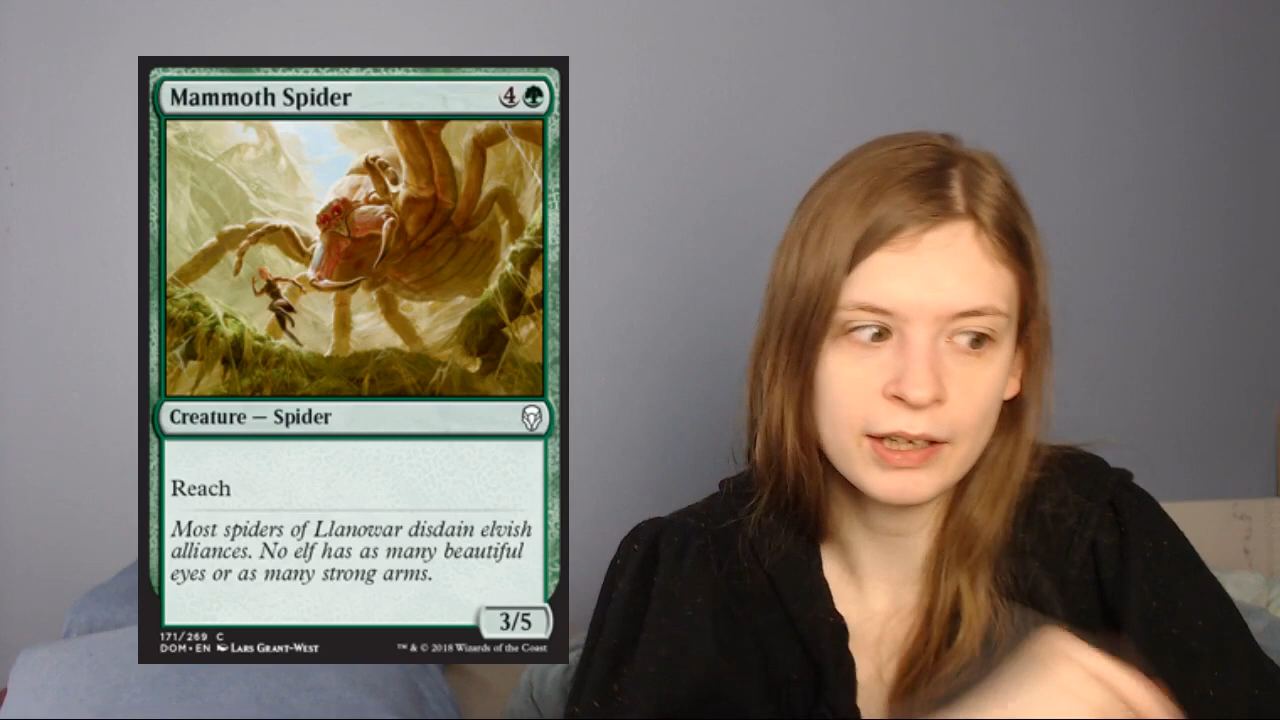 Mammoth Spider 4
Creature — Spider
Reach
Most spiders of Llanowar disdain elvish
alliances. No elf has as many beautiful
eyes or as many strong arms.
3/5
171/269 C
DOM • EN Lars Grant-West
™ & © 2018 Wizards of the Coast